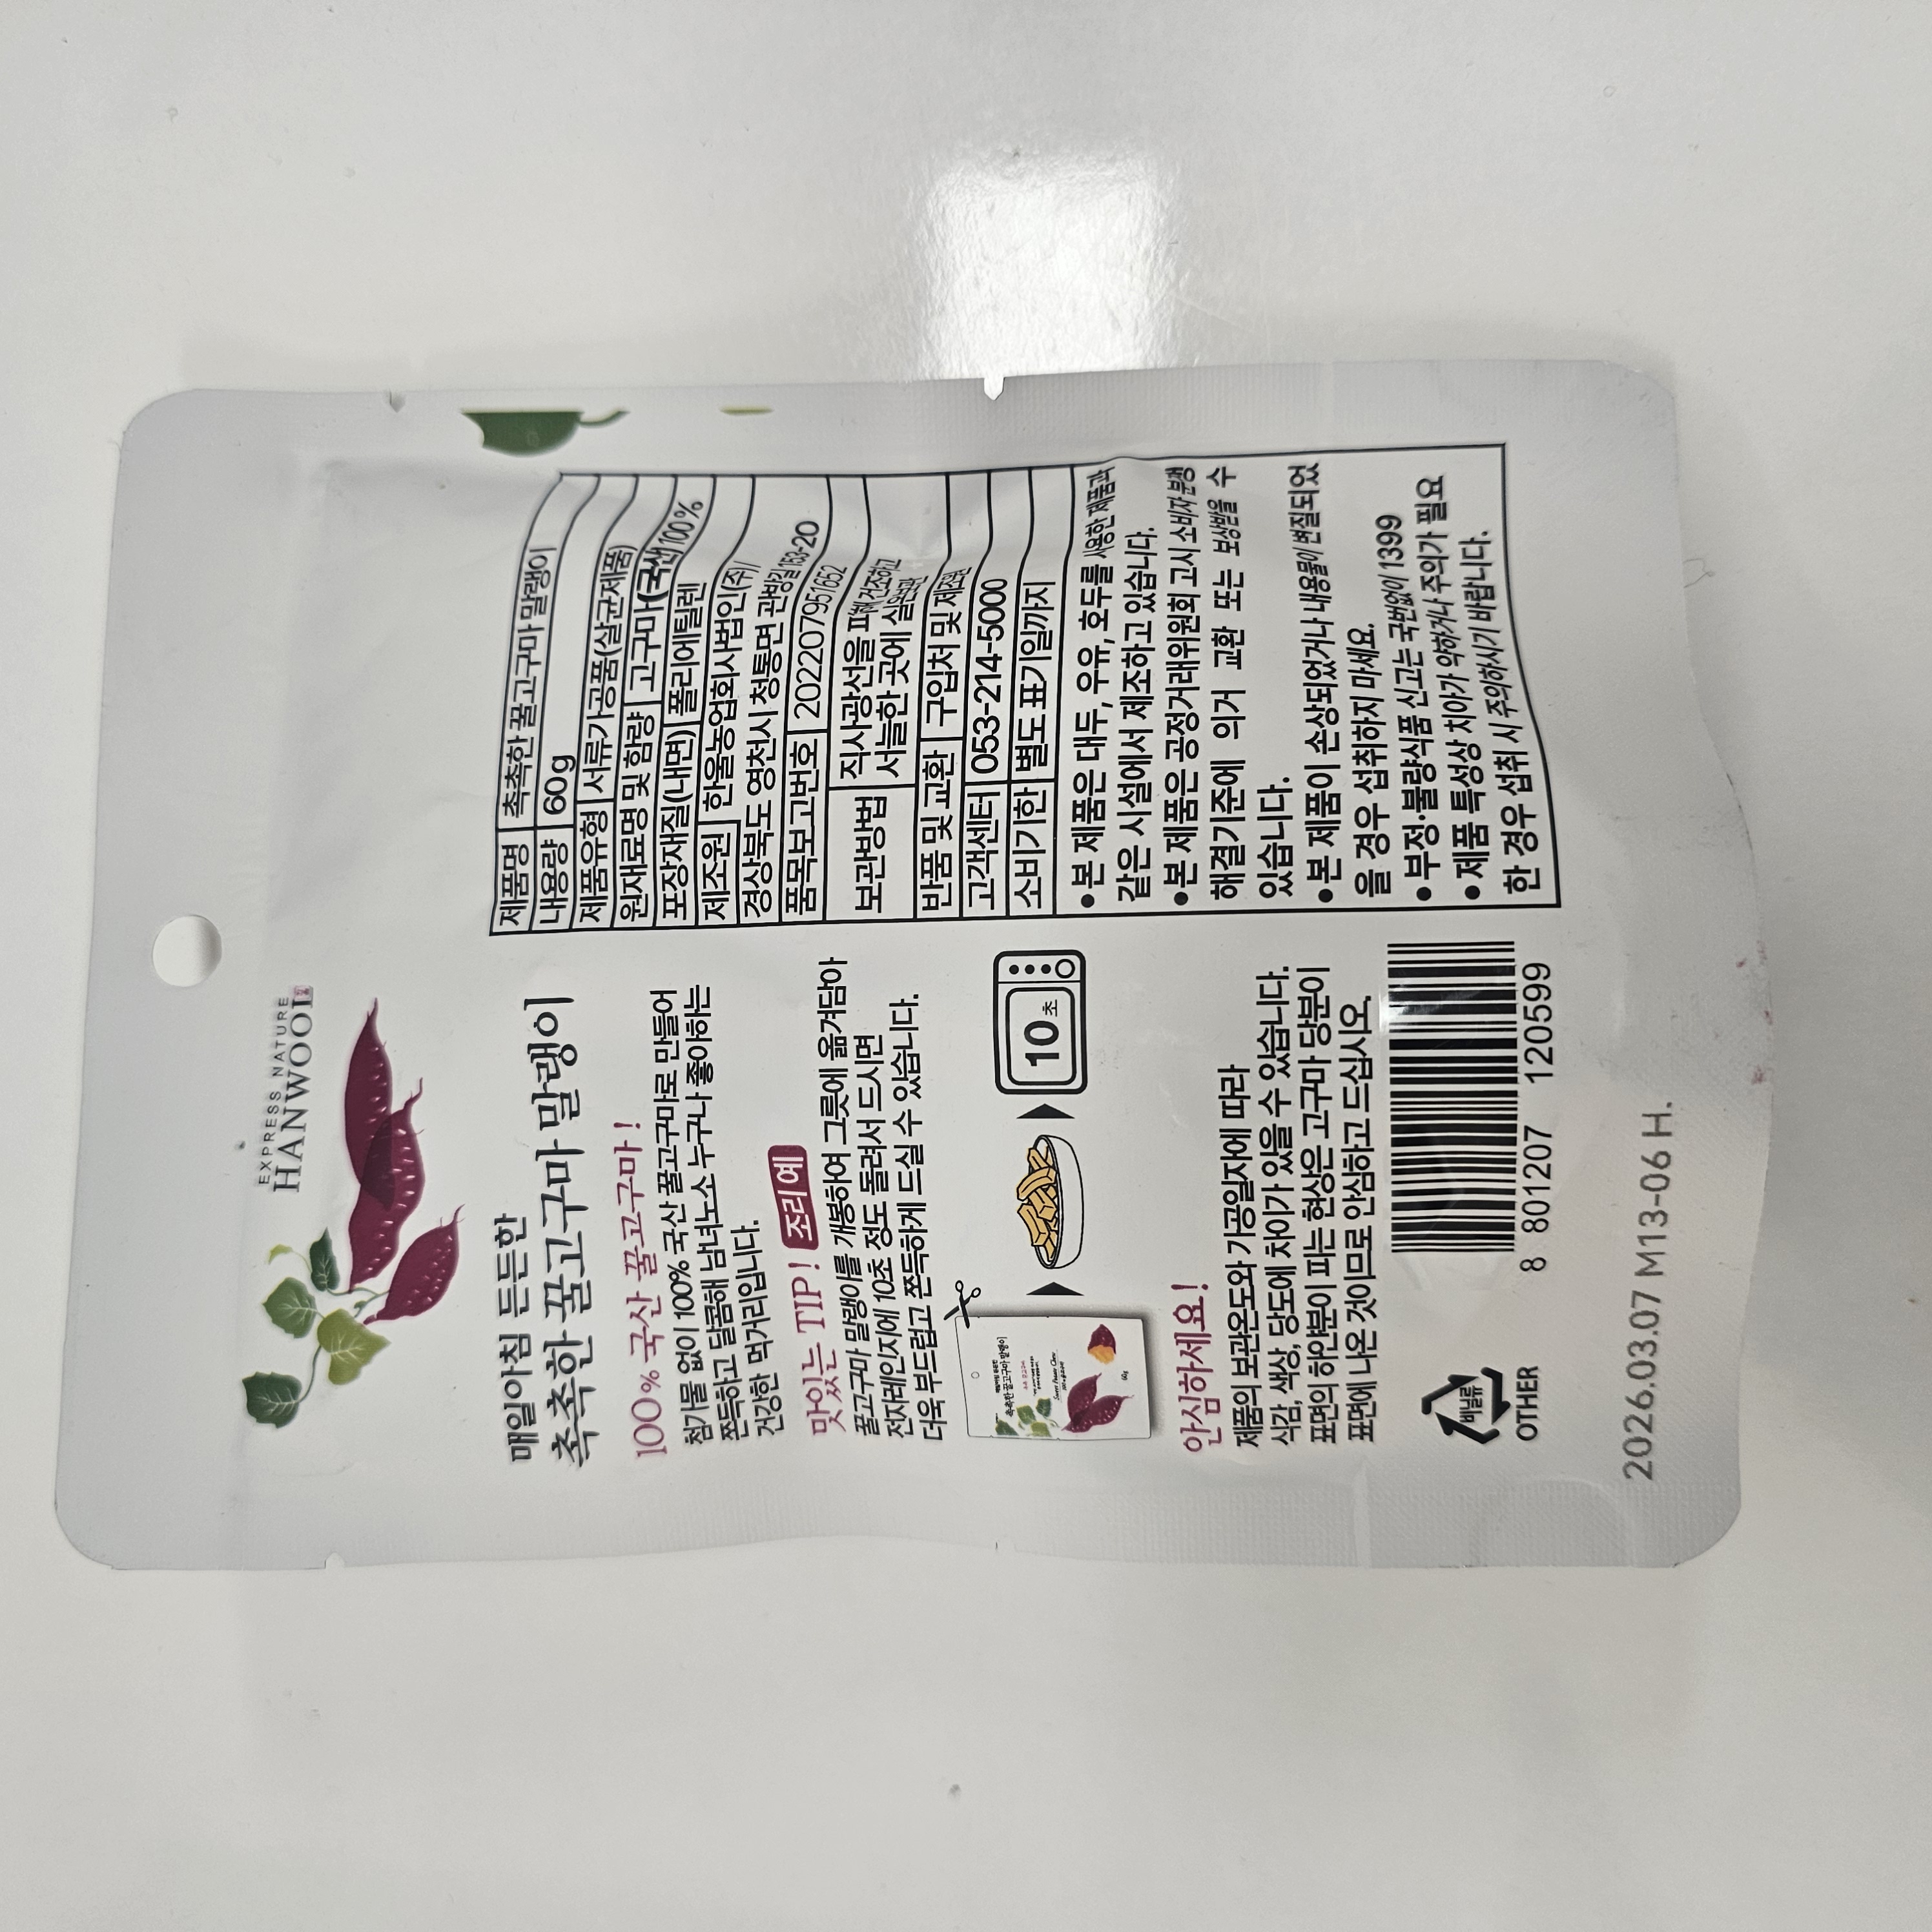 EXPRESS NATURE
HANWOOL
매일아침 든든한
촉촉한 꿀고구마 말랭이
100% 국산 꿀고구마!
첨가물 없이 100% 국산 꿀고구마로 만들어
쫀득하고 달콤해 남녀노소 누구나 좋아하는
건강한 먹거리입니다.
맛있는 TIP! 조리 예
꿀고구마 말랭이를 개봉하여 그릇에 옮겨담아
전자레인지에 10초 정도 돌려서 드시면
더욱 부드럽고 쫀득하게 드실 수 있습니다.
촉촉한 꿀고구마 말랭이
60g
10초
안심하세요!
제품의 보관온도와 가공일자에 따라
식감, 색상, 당도에 차이가 있을 수 있습니다.
표면의 하얀분이 피는 현상은 고구마 당분이
표면에 나온 것이므로 안심하고 드십시오.
비닐류
OTHER
8 801207 120599
제품명 촉촉한 꿀고구마 말랭이
내용량 60g
제품유형 서류가공품(살균제품)
원재료명 및 함량 고구마(국산) 100%
포장재질(내면) 폴리에틸렌
제조원 한울농업회사법인(주)/
경상북도 영천시 청통면 관방길 153-20
품목보고번호 202207951652
보관방법 직사광선을 피해 건조하고
서늘한 곳에 실온보관
반품 및 교환 구입처 및 제조원
고객센터 053-214-5000
소비기한 별도 표기일까지
•본 제품은 대두, 우유, 호두를 사용한 제품과
같은 시설에서 제조하고 있습니다.
•본 제품은 공정거래위원회 고시 소비자 분쟁
해결기준에 의거 교환 또는 보상받을 수
있습니다.
•본 제품이 손상되었거나 내용물이 변질되었
을 경우 섭취하지 마세요.
•부정·불량식품 신고는 국번없이 1399
•제품 특성상 치아가 약하거나 주의가 필요
한 경우 섭취 시 주의하시기 바랍니다.
2026.03.07 M13-06 H.